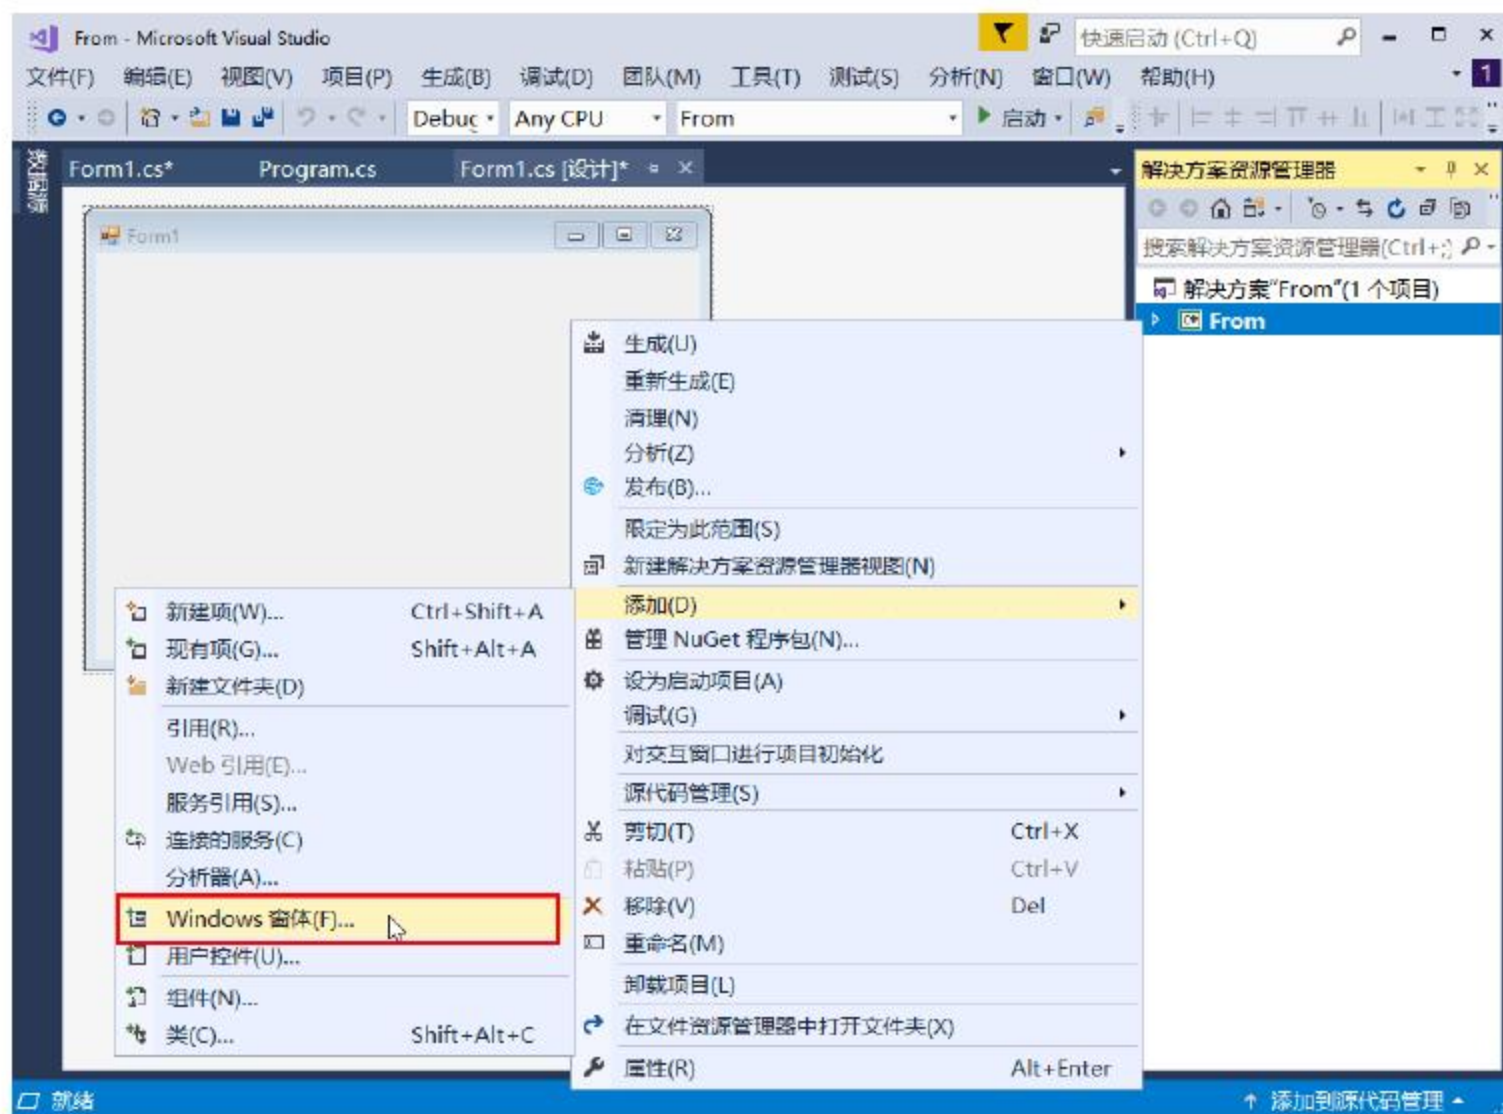 From - Microsoft Visual Studio
快速启动 (Ctrl+Q)
文件(F) 编辑(E) 视图(V) 项目(P) 生成(B) 调试(D) 团队(M) 工具(T) 测试(S) 分析(N) 窗口(W) 帮助(H)
1
Debug Any CPU From 启动
数据源
Form1.cs* Program.cs Form1.cs [设计]*
解决方案资源管理器
Form1
搜索解决方案资源管理器(Ctrl+;)
解决方案"From"(1 个项目)
From
生成(U)
重新生成(E)
清理(N)
分析(Z)
发布(B)...
限定为此范围(S)
新建解决方案资源管理器视图(N)
添加(D)
管理 NuGet 程序包(N)...
设为启动项目(A)
调试(G)
对交互窗口进行项目初始化
源代码管理(S)
剪切(T) Ctrl+X
粘贴(P) Ctrl+V
移除(V) Del
重命名(M)
卸载项目(L)
在文件资源管理器中打开文件夹(X)
属性(R) Alt+Enter
新建项(W)... Ctrl+Shift+A
现有项(G)... Shift+Alt+A
新建文件夹(D)
引用(R)...
Web 引用(E)...
服务引用(S)...
连接的服务(C)
分析器(A)...
Windows 窗体(F)...
用户控件(U)...
组件(N)...
类(C)... Shift+Alt+C
就绪
添加到源代码管理